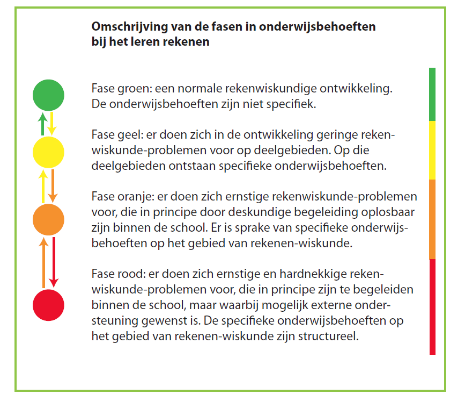 Omschrijving van de fasen in onderwijsbehoeften
bij het leren rekenen
Fase groen: een normale rekenwiskundige ontwikkeling.
De onderwijsbehoeften zijn niet specifiek.
Fase geel: er doen zich in de ontwikkeling geringe reken-
wiskunde-problemen voor op deelgebieden. Op die
deelgebieden ontstaan specifieke onderwijsbehoeften.
Fase oranje: er doen zich ernstige rekenwiskunde-problemen
voor, die in principe door deskundige begeleiding oplosbaar
zijn binnen de school. Er is sprake van specifieke onderwijs-
behoeften op het gebied van rekenen-wiskunde.
Fase rood: er doen zich ernstige en hardnekkige reken-
wiskunde-problemen voor, die in principe zijn te begeleiden
binnen de school, maar waarbij mogelijk externe onder-
steuning gewenst is. De specifieke onderwijsbehoeften op
het gebied van rekenen-wiskunde zijn structureel.